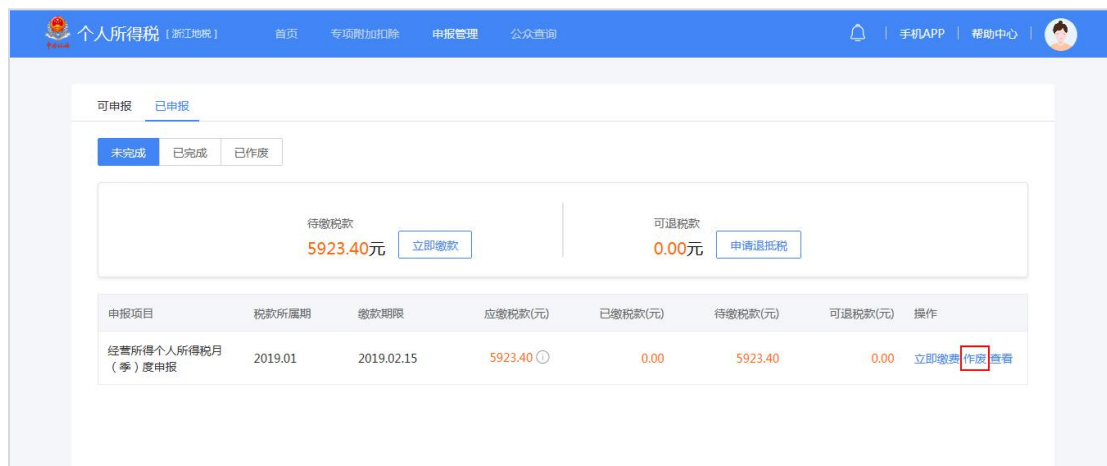 个人所得税 [浙江地税] 首页 专项附加扣除 申报管理 公众查询 手机APP 帮助中心
可申报 已申报
未完成 已完成 已作废
待缴税款 可退税款
5923.40元 立即缴款 0.00元 申请退抵税
申报项目 税款所属期 缴款期限 应缴税款(元) 已缴税款(元) 待缴税款(元) 可退税款(元) 操作
经营所得个人所得税月
（季）度申报 2019.01 2019.02.15 5923.40 0.00 5923.40 0.00 立即缴费 作废 查看